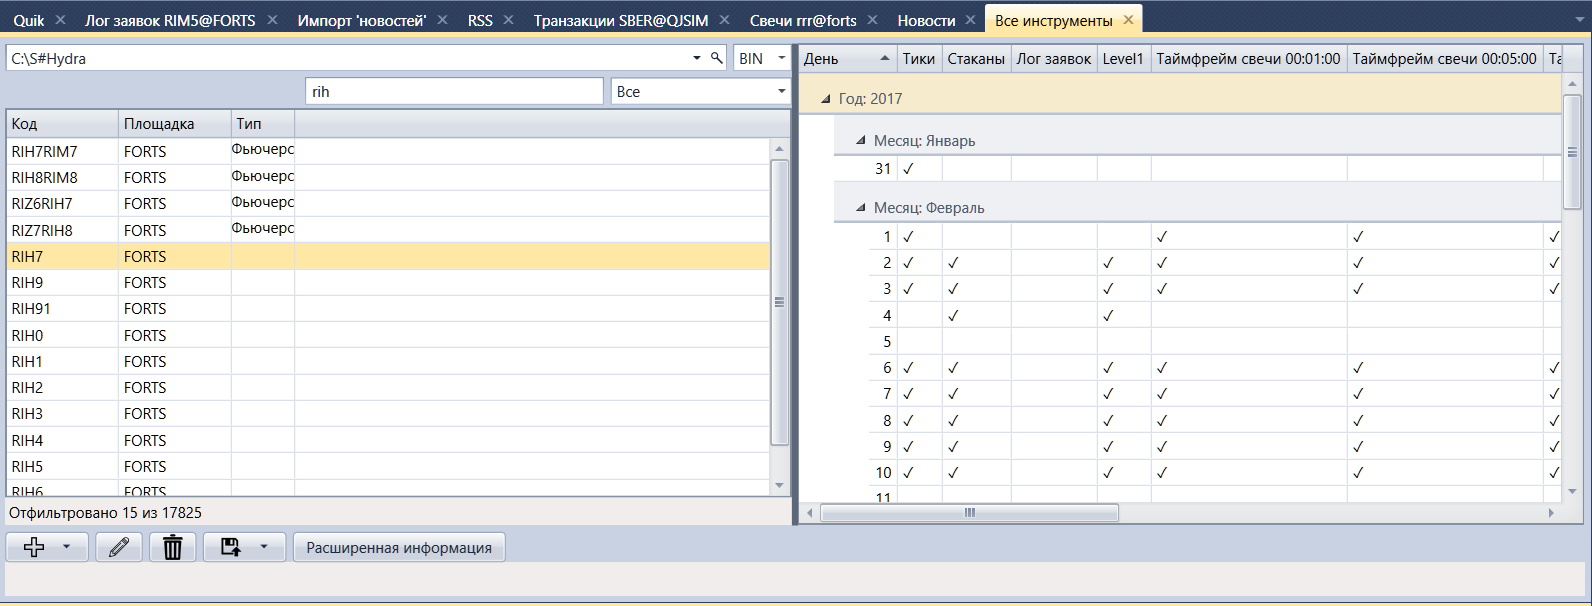 Quik Лог заявок RIM5@FORTS Импорт 'новостей' RSS Транзакции SBER@QJSIM Свечи rrr@forts Новости Все инструменты
C:\S#Hydra BIN
rih Все
Код Площадка Тип
RIH7RIM7 FORTS Фьючерс
RIH8RIM8 FORTS Фьючерс
RIZ6RIH7 FORTS Фьючерс
RIZ7RIH8 FORTS Фьючерс
RIH7 FORTS
RIH9 FORTS
RIH91 FORTS
RIH0 FORTS
RIH1 FORTS
RIH2 FORTS
RIH3 FORTS
RIH4 FORTS
RIH5 FORTS
RIH6 FORTS
Отфильтровано 15 из 17825
Расширенная информация
День Тики Стаканы Лог заявок Level1 Таймфрейм свечи 00:01:00 Таймфрейм свечи 00:05:00 Та
Год: 2017
Месяц: Январь
31 ✓
Месяц: Февраль
1 ✓ ✓ ✓ ✓
2 ✓ ✓ ✓ ✓ ✓ ✓
3 ✓ ✓ ✓ ✓ ✓ ✓
4 ✓ ✓
5
6 ✓ ✓ ✓ ✓ ✓ ✓
7 ✓ ✓ ✓ ✓ ✓ ✓
8 ✓ ✓ ✓ ✓ ✓ ✓
9 ✓ ✓ ✓ ✓ ✓ ✓
10 ✓ ✓ ✓ ✓ ✓ ✓
11